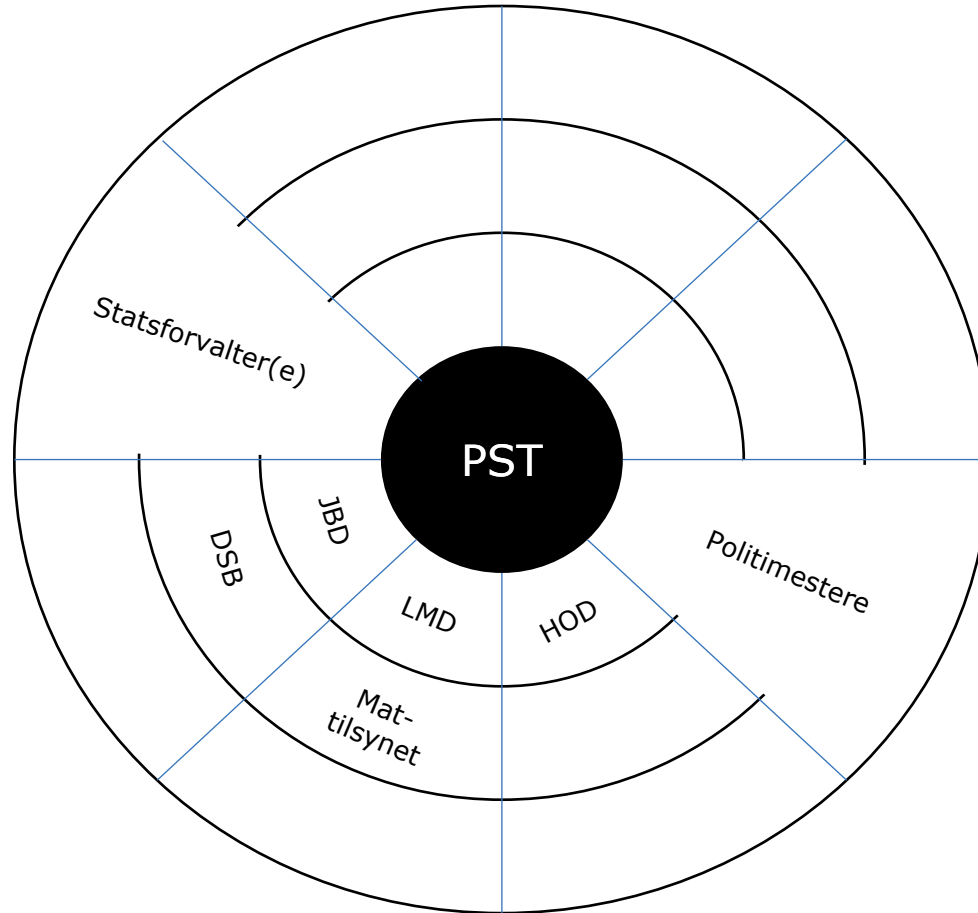 Statsforvalter(e)
PST
JBD
DSB
Politimestere
LMD
HOD
Mat-
tilsynet